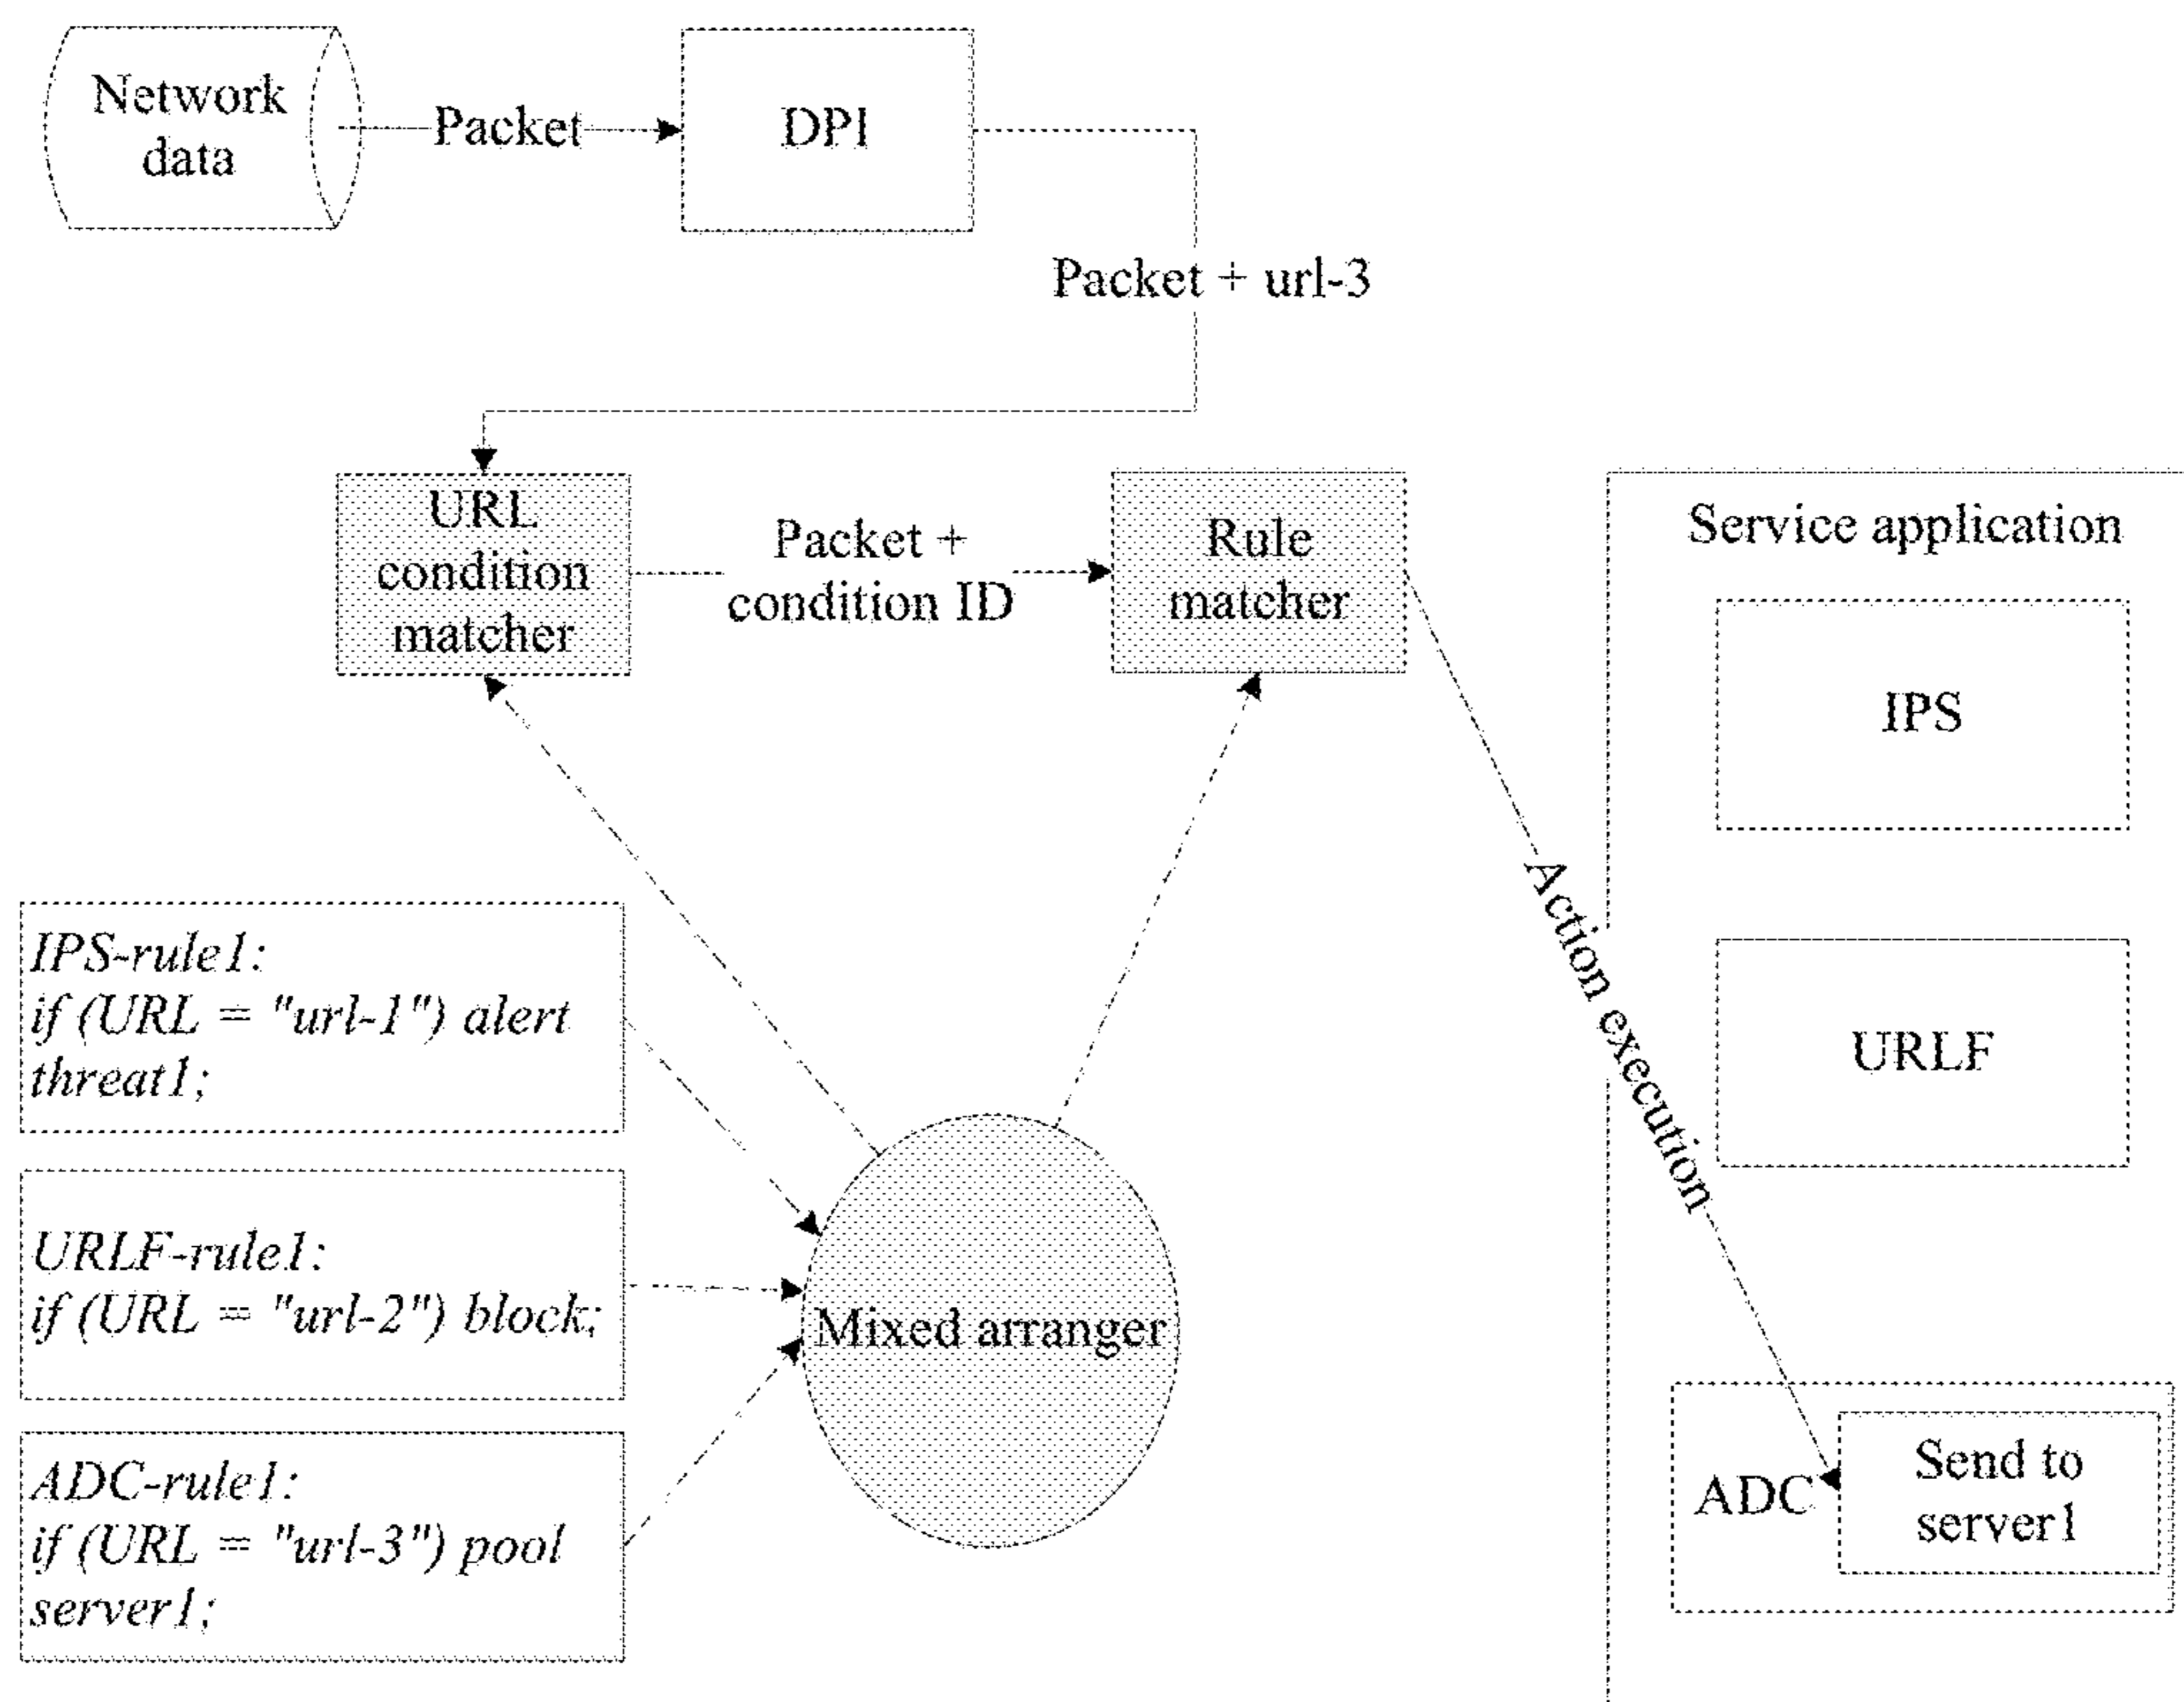 Network
data
Packet
DPI
Packet + url-3
URL
condition
matcher
Packet +
condition ID
Rule
matcher
Service application
IPS
URLF
Action execution
IPS-rule1:
if (URL = "url-1") alert
threat1;
URLF-rule1:
if (URL = "url-2") block;
ADC-rule1:
if (URL = "url-3") pool
server1;
Mixed arranger
ADC
Send to
server1